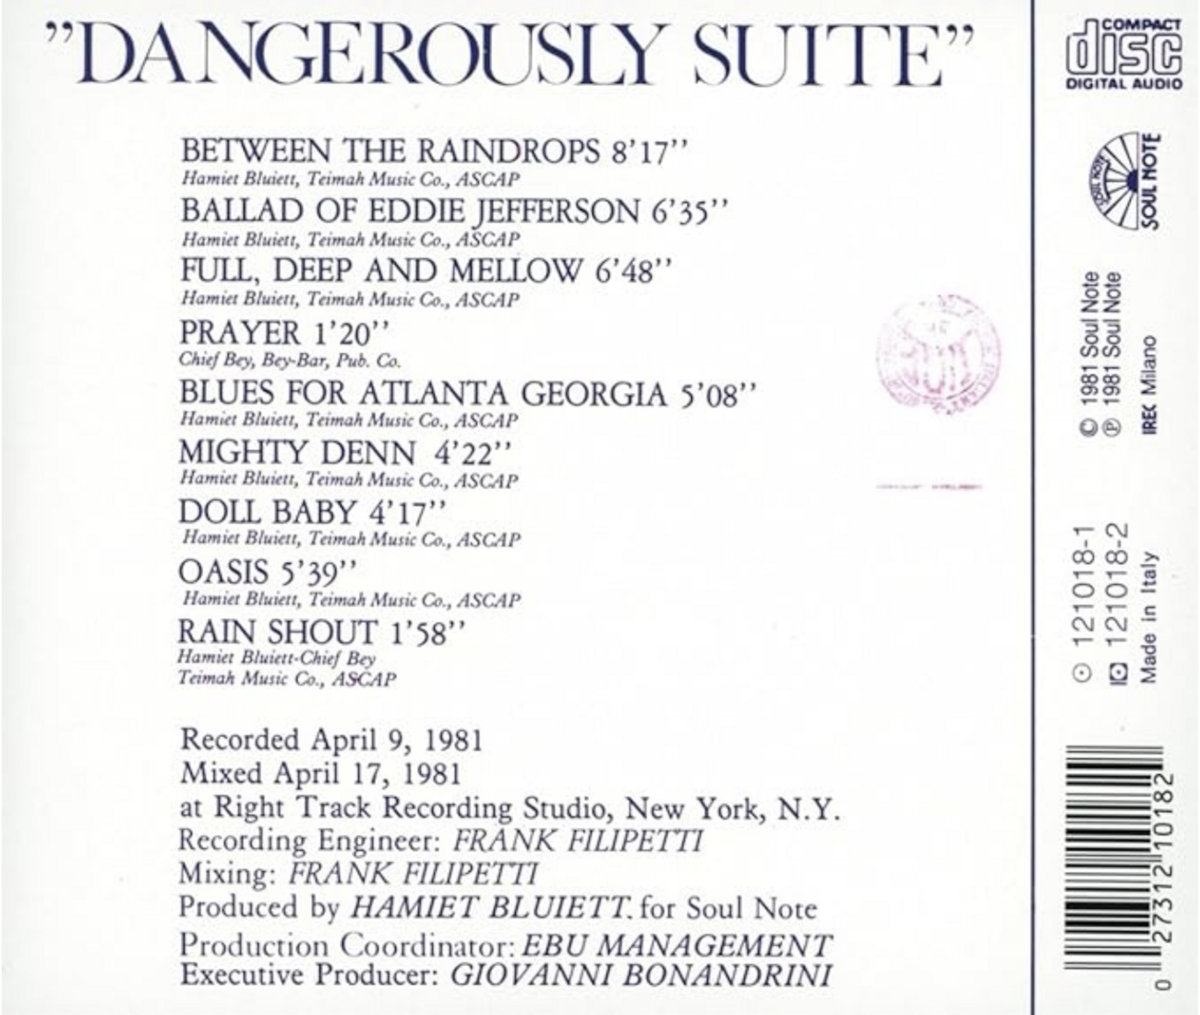 "DANGEROUSLY SUITE"
BETWEEN THE RAINDROPS 8'17''
Hamiet Bluiett, Teimah Music Co., ASCAP
BALLAD OF EDDIE JEFFERSON 6'35''
Hamiet Bluiett, Teimah Music Co., ASCAP
FULL, DEEP AND MELLOW 6'48''
Hamiet Bluiett, Teimah Music Co., ASCAP
PRAYER 1'20''
Chief Bey, Bey-Bar, Pub. Co.
BLUES FOR ATLANTA GEORGIA 5'08''
Hamiet Bluiett, Teimah Music Co., ASCAP
MIGHTY DENN 4'22''
Hamiet Bluiett, Teimah Music Co., ASCAP
DOLL BABY 4'17''
Hamiet Bluiett, Teimah Music Co., ASCAP
OASIS 5'39''
Hamiet Bluiett, Teimah Music Co., ASCAP
RAIN SHOUT 1'58''
Hamiet Bluiett-Chief Bey
Teimah Music Co., ASCAP
Recorded April 9, 1981
Mixed April 17, 1981
at Right Track Recording Studio, New York, N.Y.
Recording Engineer: FRANK FILIPETTI
Mixing: FRANK FILIPETTI
Produced by HAMIET BLUIETT. for Soul Note
Production Coordinator: EBU MANAGEMENT
Executive Producer: GIOVANNI BONANDRINI
COMPACT
disc
DIGITAL AUDIO
SOUL NOTE
SOUL NOTE
© 1981 Soul Note
℗ 1981 Soul Note
IREC Milano
121018-1
121018-2
Made in Italy
0 27312 10182